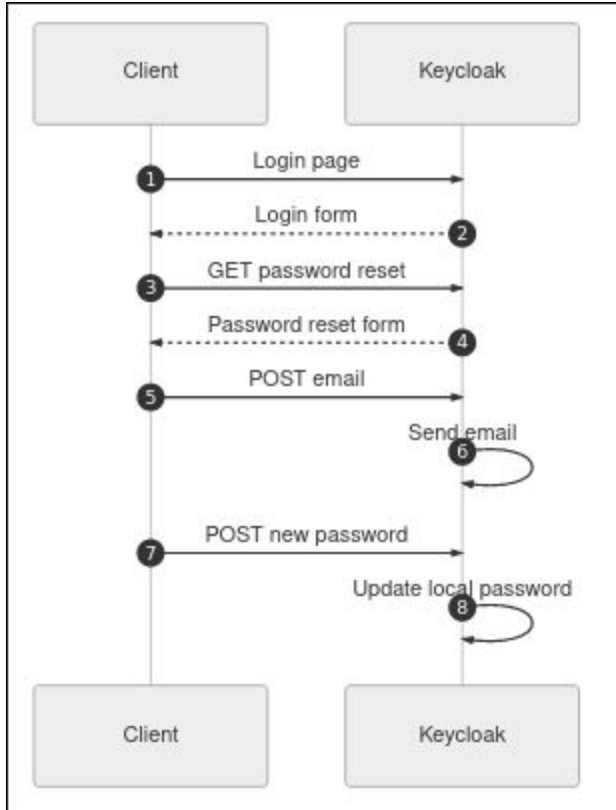 Client
Keycloak
1
Login page
Login form
2
3
GET password reset
Password reset form
4
5
POST email
Send email
6
7
POST new password
Update local password
8
Client
Keycloak